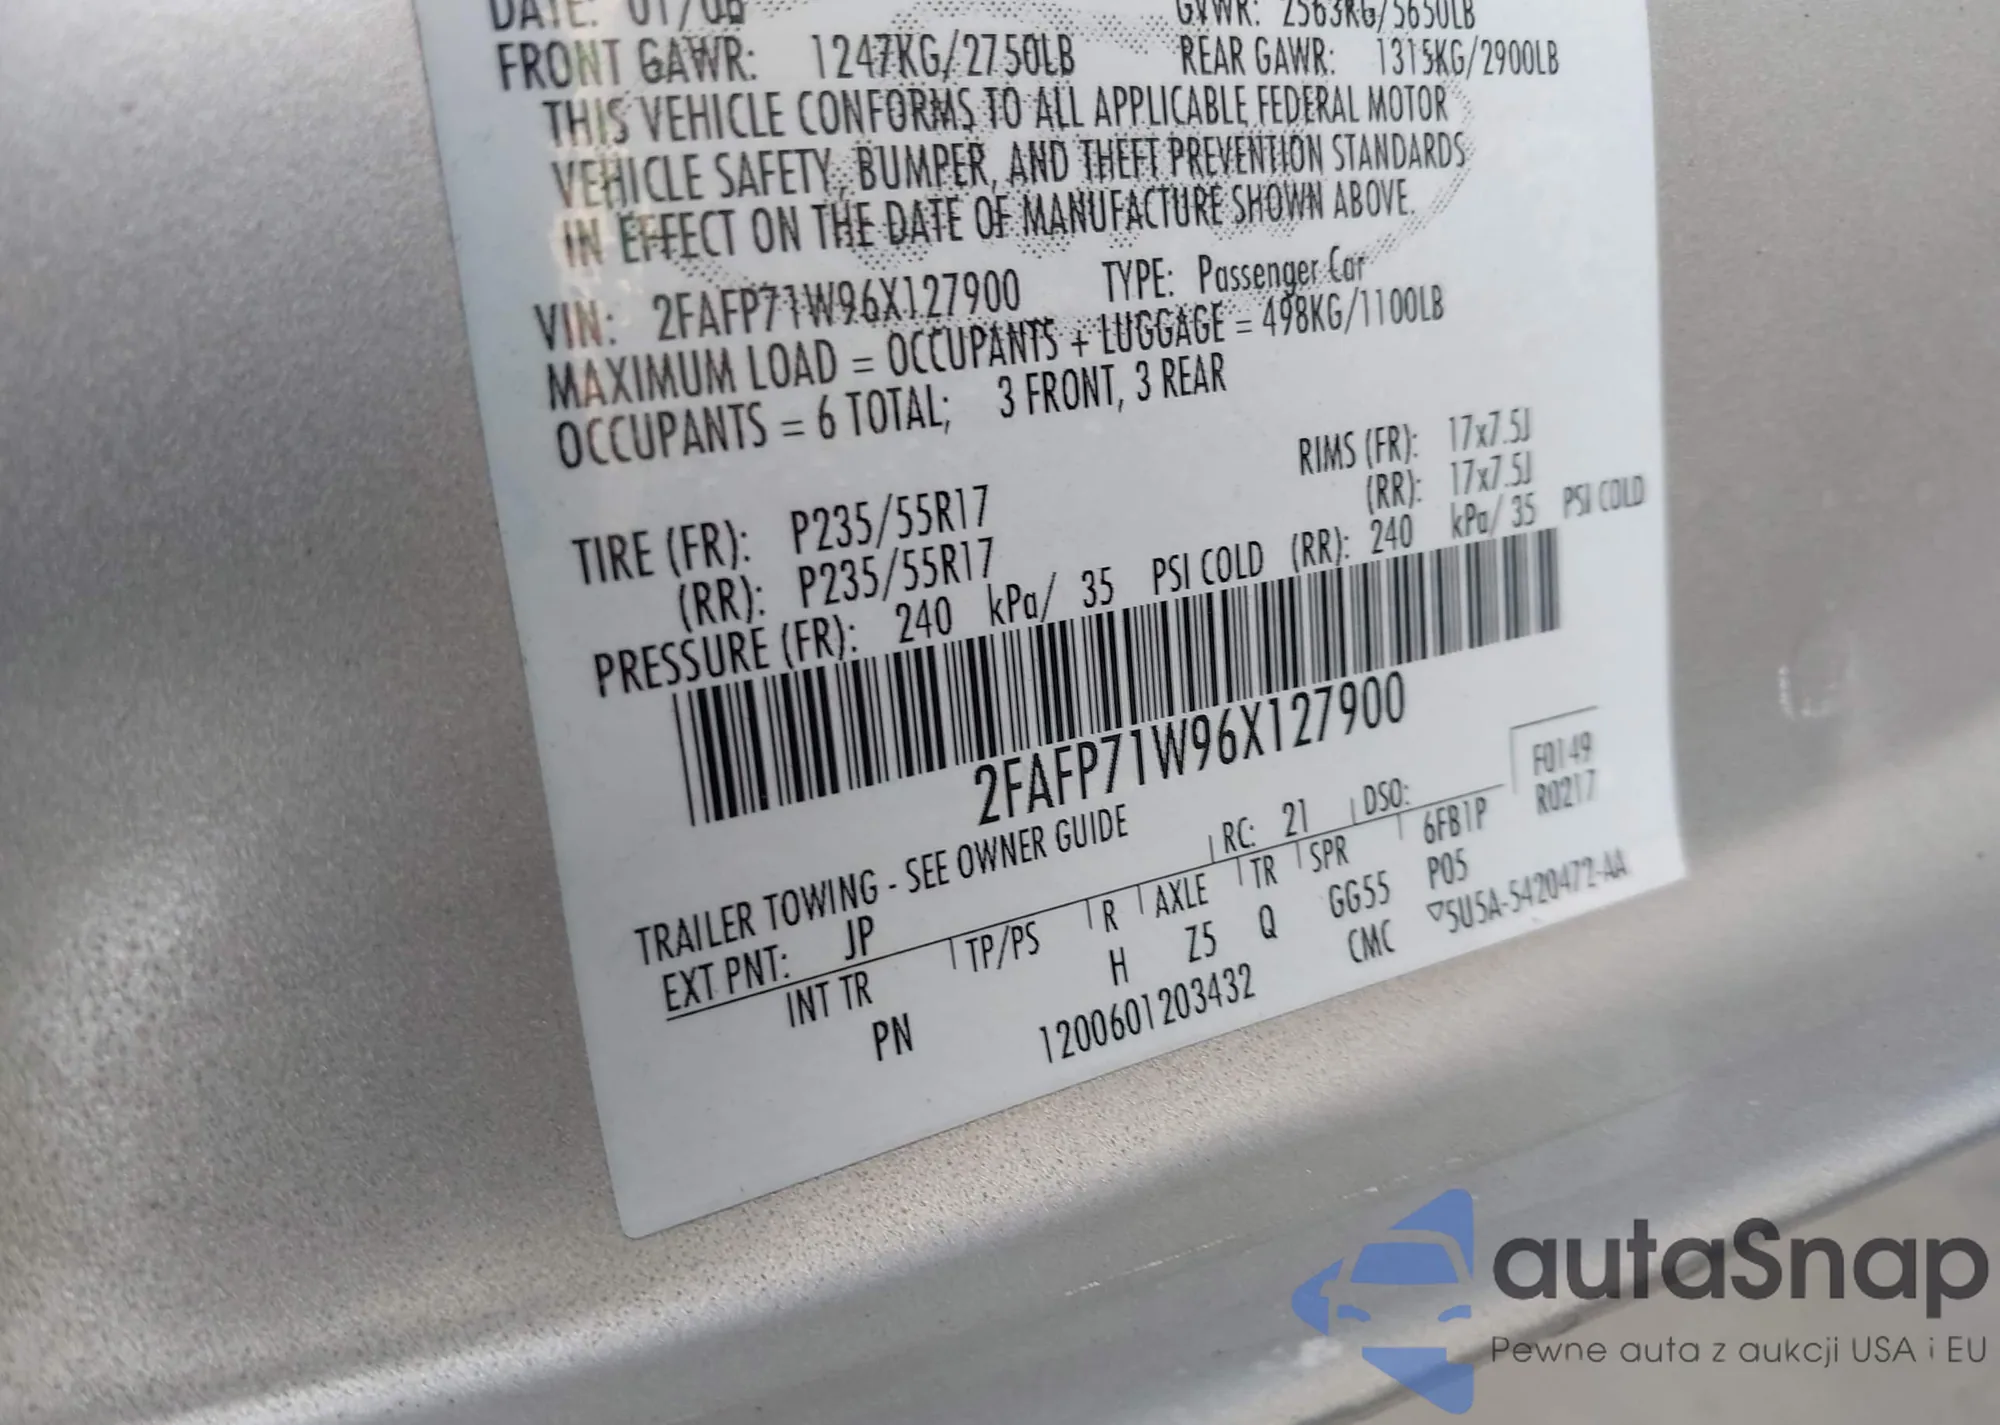 DATE: 01/06 GVWR: 2563KG/5650LB
FRONT GAWR: 1247KG/2750LB REAR GAWR: 1315KG/2900LB
THIS VEHICLE CONFORMS TO ALL APPLICABLE FEDERAL MOTOR
VEHICLE SAFETY, BUMPER, AND THEFT PREVENTION STANDARDS
IN EFFECT ON THE DATE OF MANUFACTURE SHOWN ABOVE.
VIN: 2FAFP71W96X127900 TYPE: Passenger Car
MAXIMUM LOAD = OCCUPANTS + LUGGAGE = 498KG/1100LB
OCCUPANTS = 6 TOTAL; 3 FRONT, 3 REAR
TIRE (FR): P235/55R17 RIMS (FR): 17x7.5J
(RR): P235/55R17 (RR): 17x7.5J
PRESSURE (FR): 240 kPa/ 35 PSI COLD (RR): 240 kPa/ 35 PSI COLD
2FAFP71W96X127900
TRAILER TOWING - SEE OWNER GUIDE
EXT PNT: JP RC: 21 DSO: F0149
R0217
INT TR TP/PS R AXLE TR SPR 6FB1P
PN H Z5 Q GG55 P05
1200601203432 CMC ▽5U5A-5420472-AA
autaSnap
Pewne auta z aukcji USA i EU